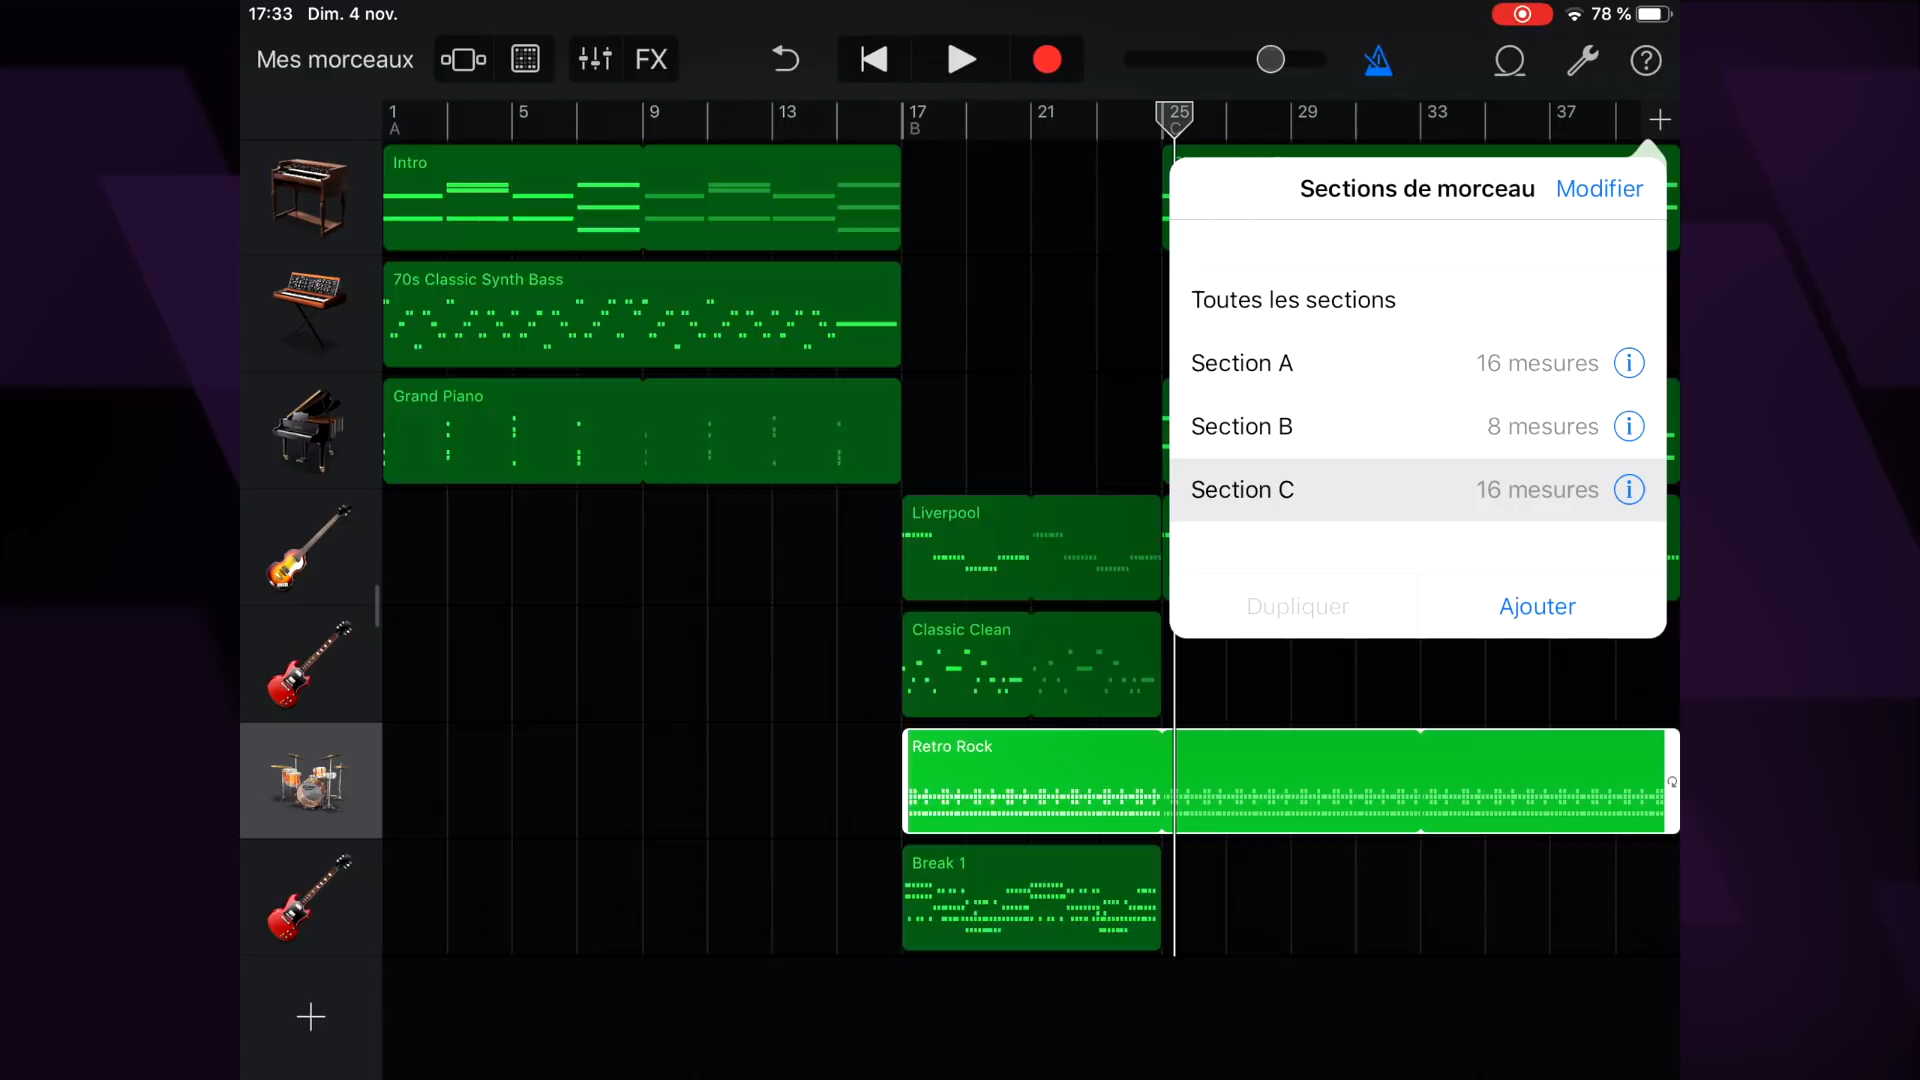 17:33 Dim. 4 nov.
78 %
Mes morceaux
FX
1 5 9 13 17 21 25 29 33 37
A B C
Intro
70s Classic Synth Bass
Grand Piano
Liverpool
Classic Clean
Retro Rock
Break 1
Sections de morceau Modifier
Toutes les sections
Section A 16 mesures
Section B 8 mesures
Section C 16 mesures
Dupliquer Ajouter